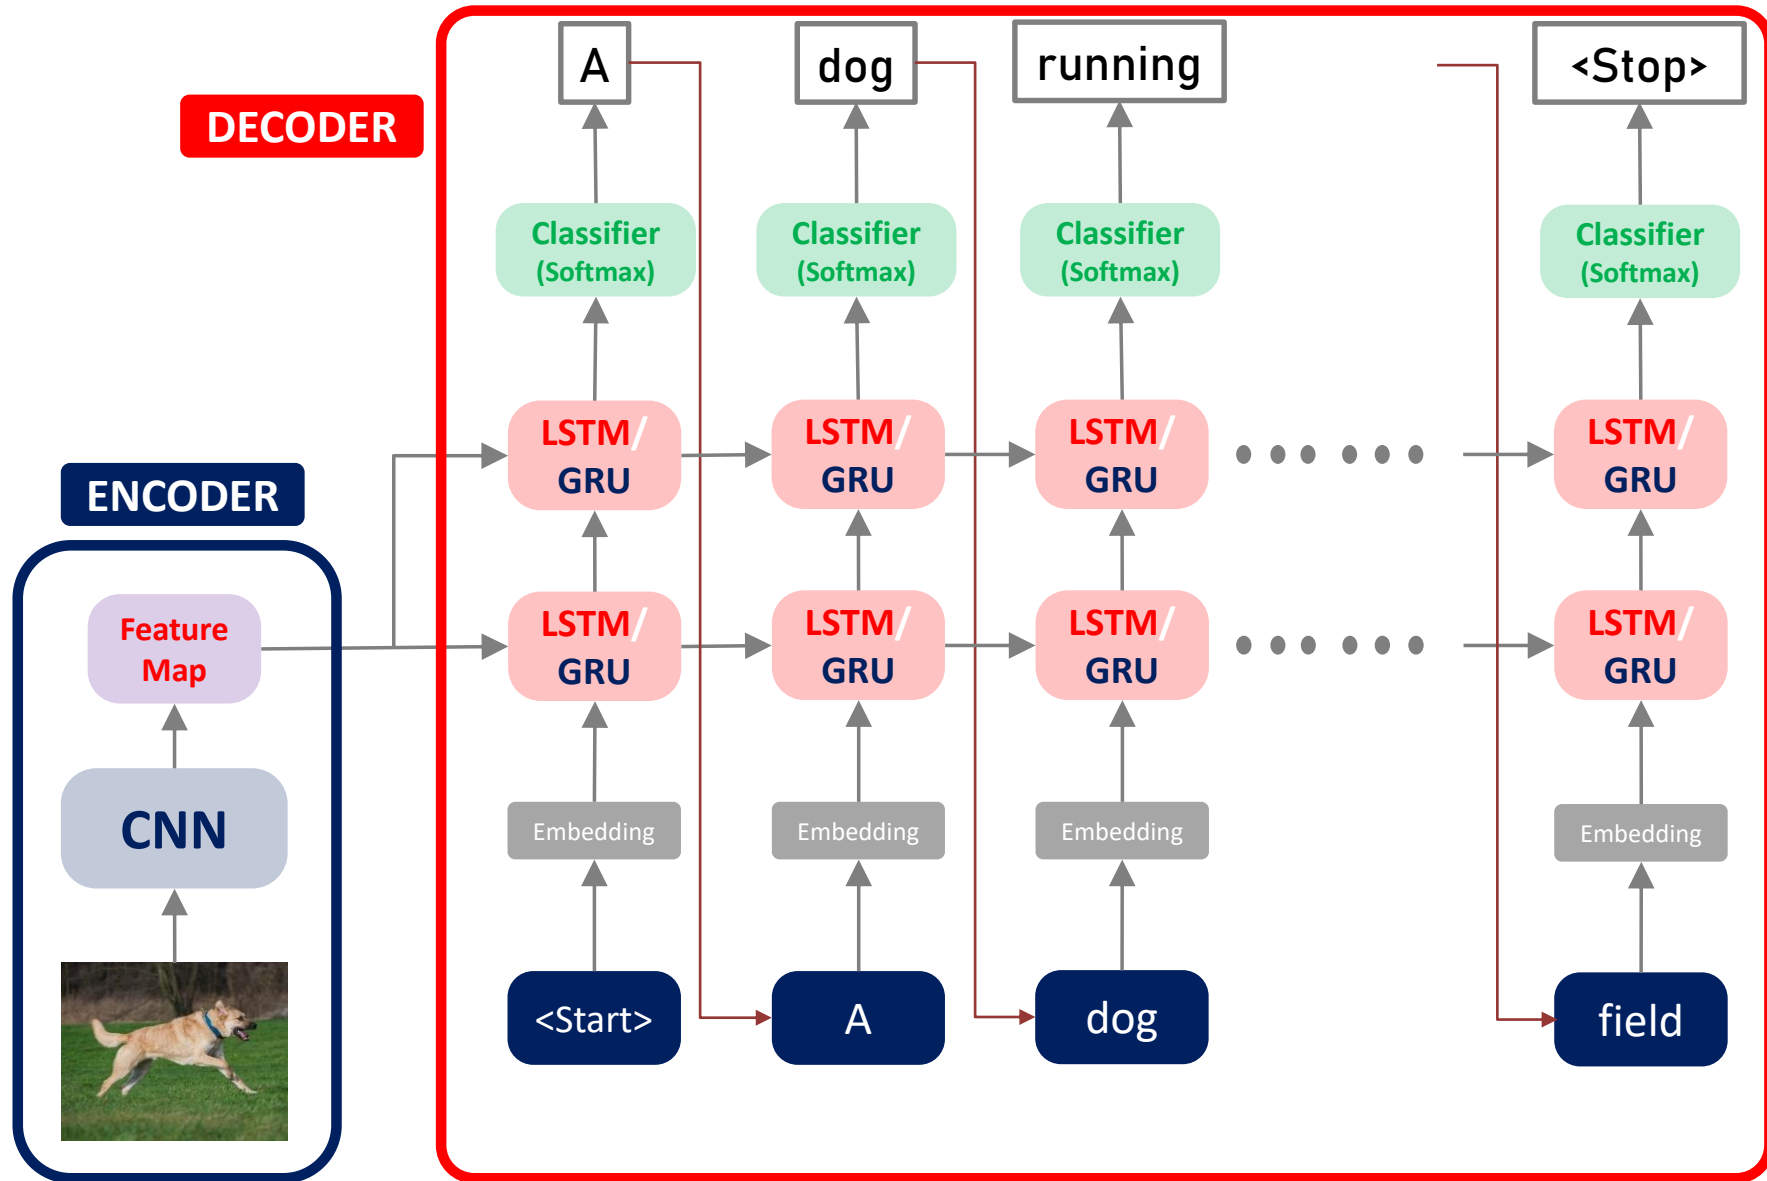 A
dog
running
<Stop>
DECODER
Classifier
(Softmax)
Classifier
(Softmax)
Classifier
(Softmax)
Classifier
(Softmax)
LSTM/
GRU
LSTM/
GRU
LSTM/
GRU
LSTM/
GRU
ENCODER
Feature
Map
LSTM/
GRU
LSTM/
GRU
LSTM/
GRU
LSTM/
GRU
CNN
Embedding
Embedding
Embedding
Embedding
<Start>
A
dog
field